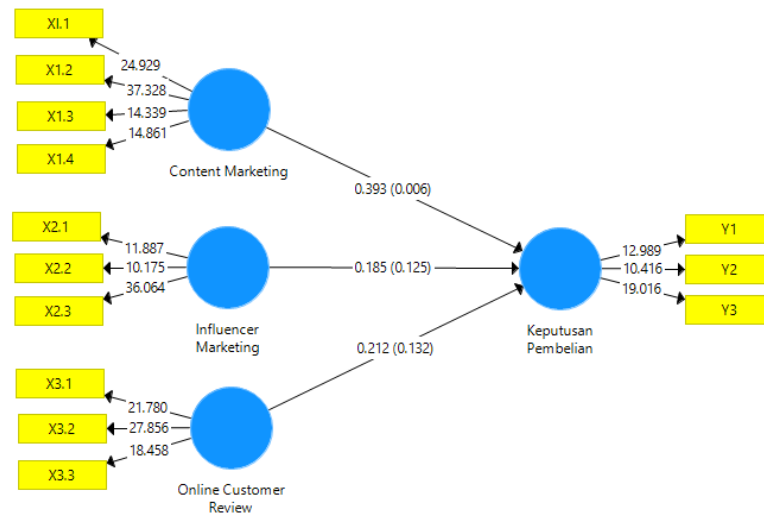 XI.1
24.929
X1.2
37.328
X1.3
14.339
14.861
X1.4
Content Marketing
0.393 (0.006)
X2.1
11.887
X2.2
10.175
36.064
X2.3
0.185 (0.125)
Influencer
Marketing
Y1
12.989
10.416
Y2
19.016
Y3
Keputusan
Pembelian
0.212 (0.132)
X3.1
21.780
X3.2
27.856
18.458
X3.3
Online Customer
Review